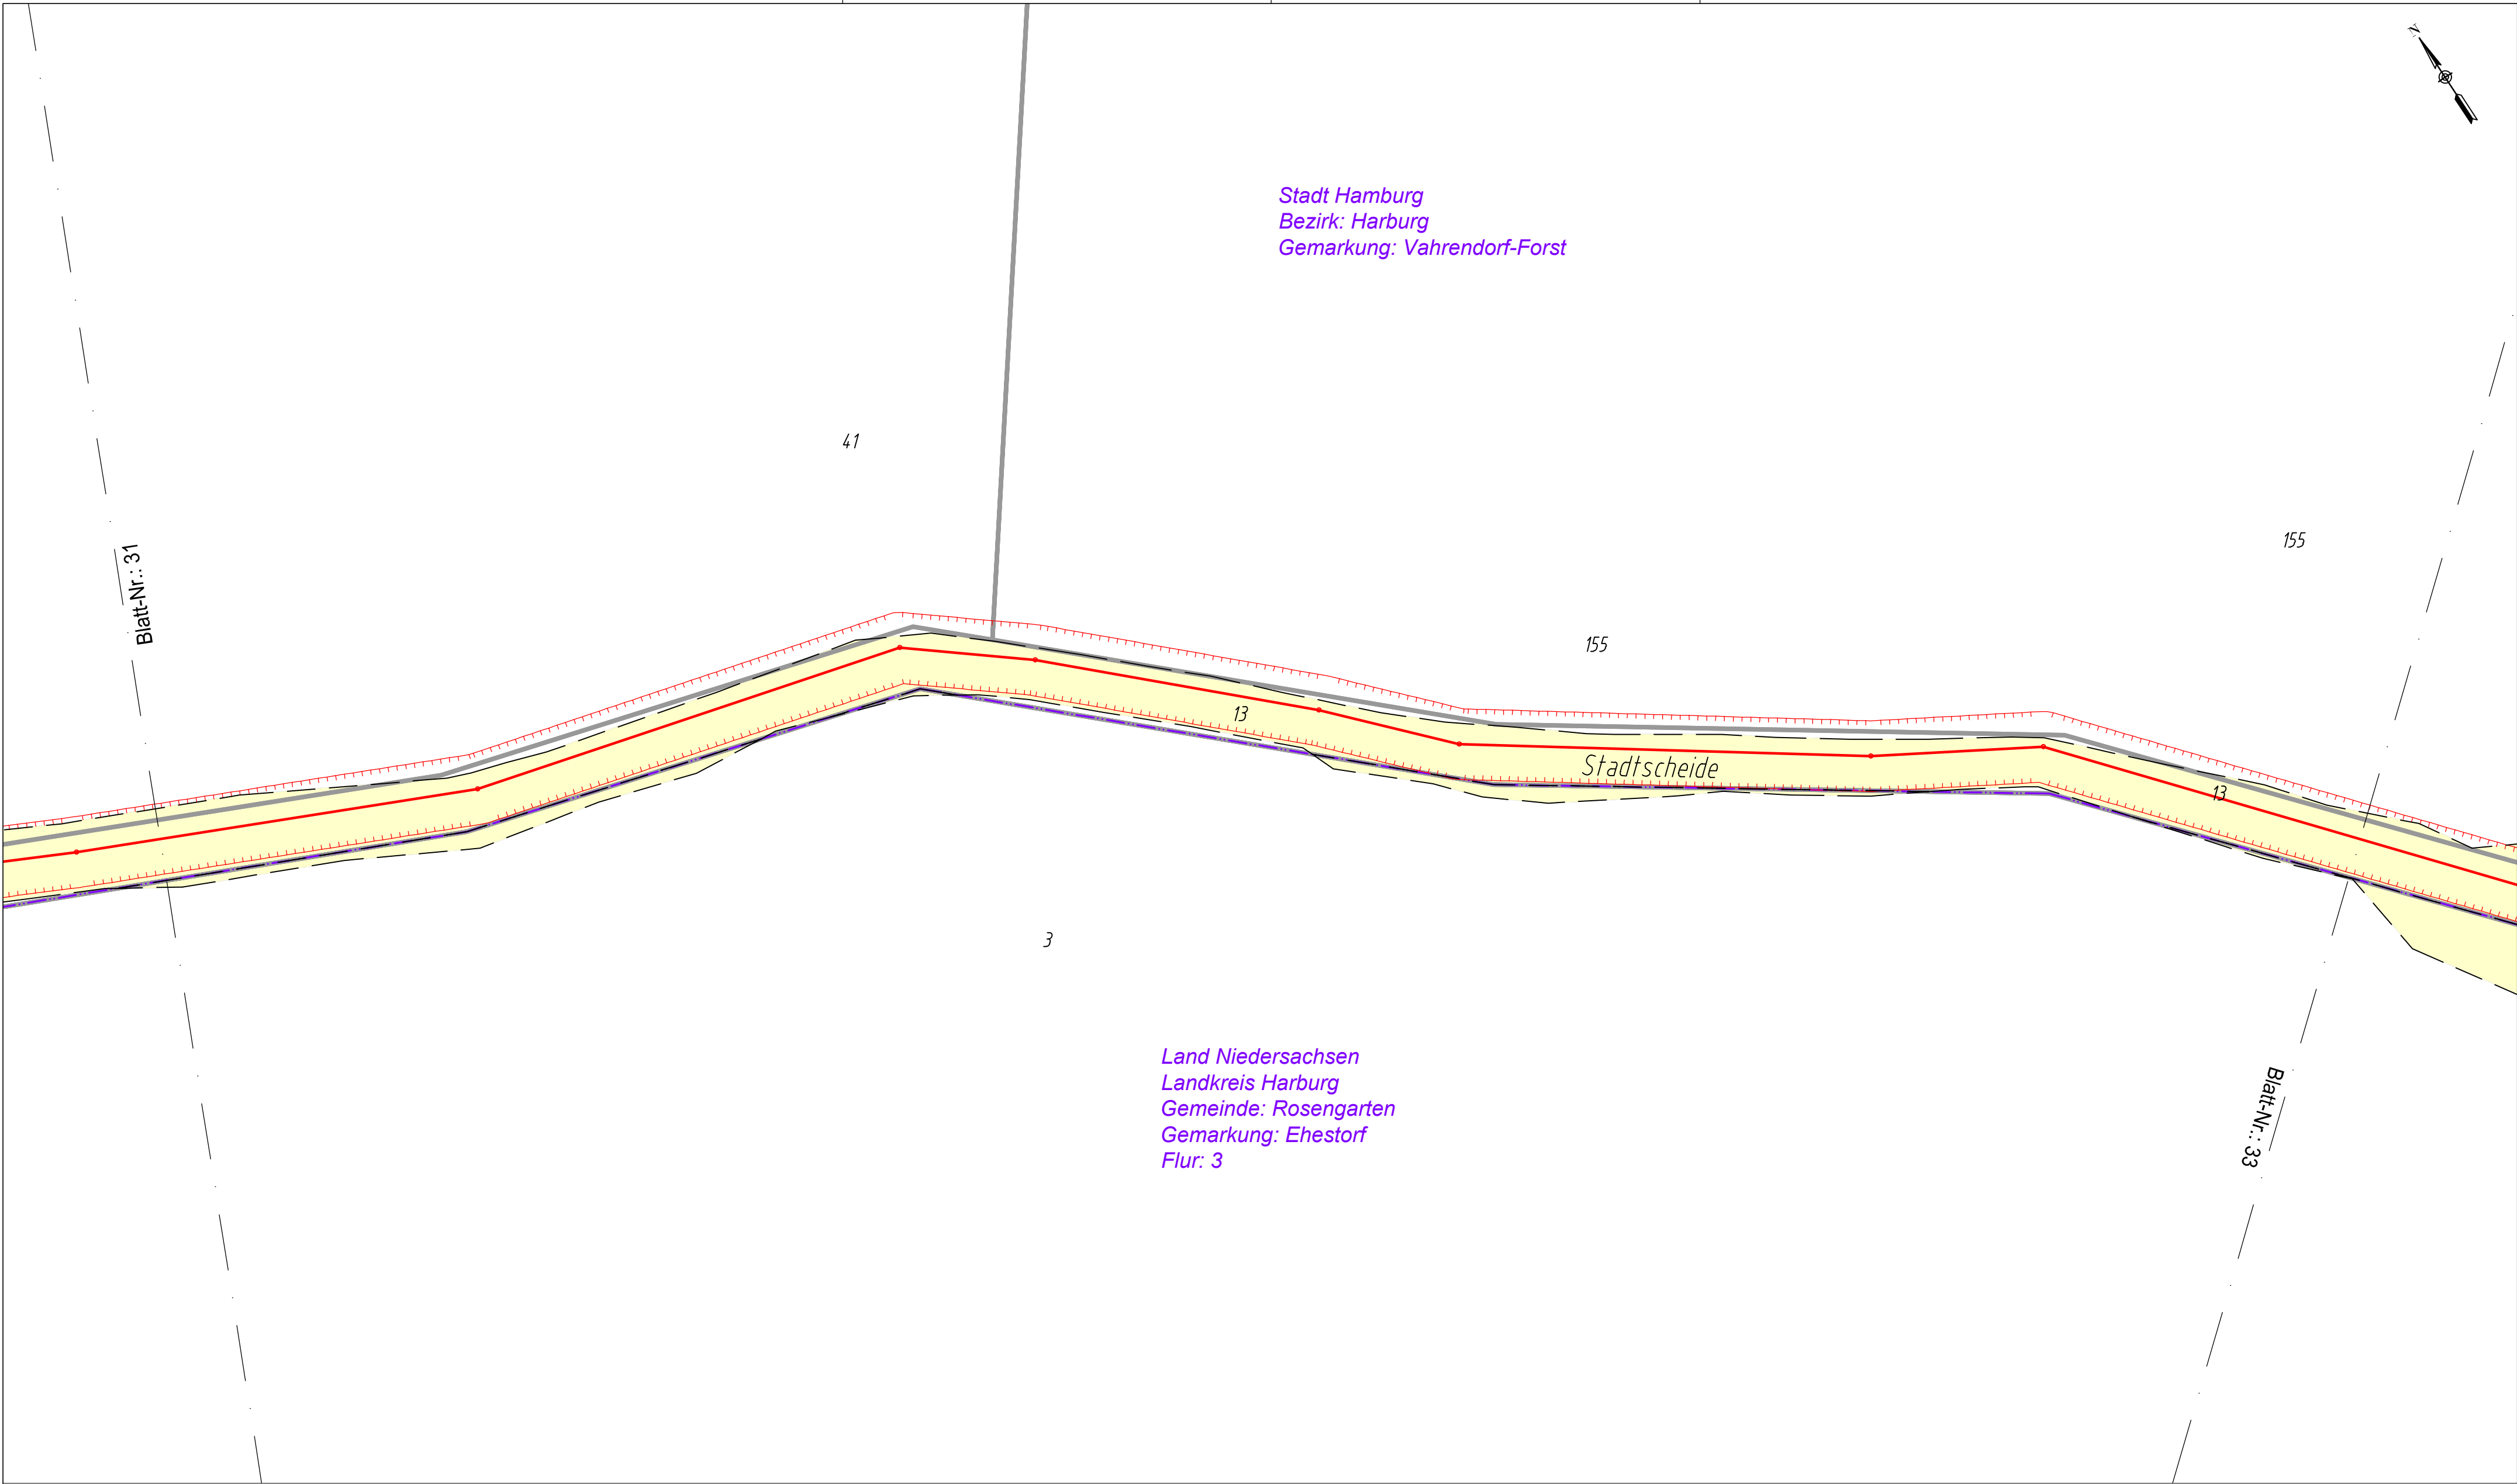 N
Stadt Hamburg
Bezirk: Harburg
Gemarkung: Vahrendorf-Forst
41
155
Blatt-Nr.: 31
155
13
Stadtscheide
13
3
Land Niedersachsen
Landkreis Harburg
Gemeinde: Rosengarten
Gemarkung: Ehestorf
Flur: 3
Blatt-Nr.: 33